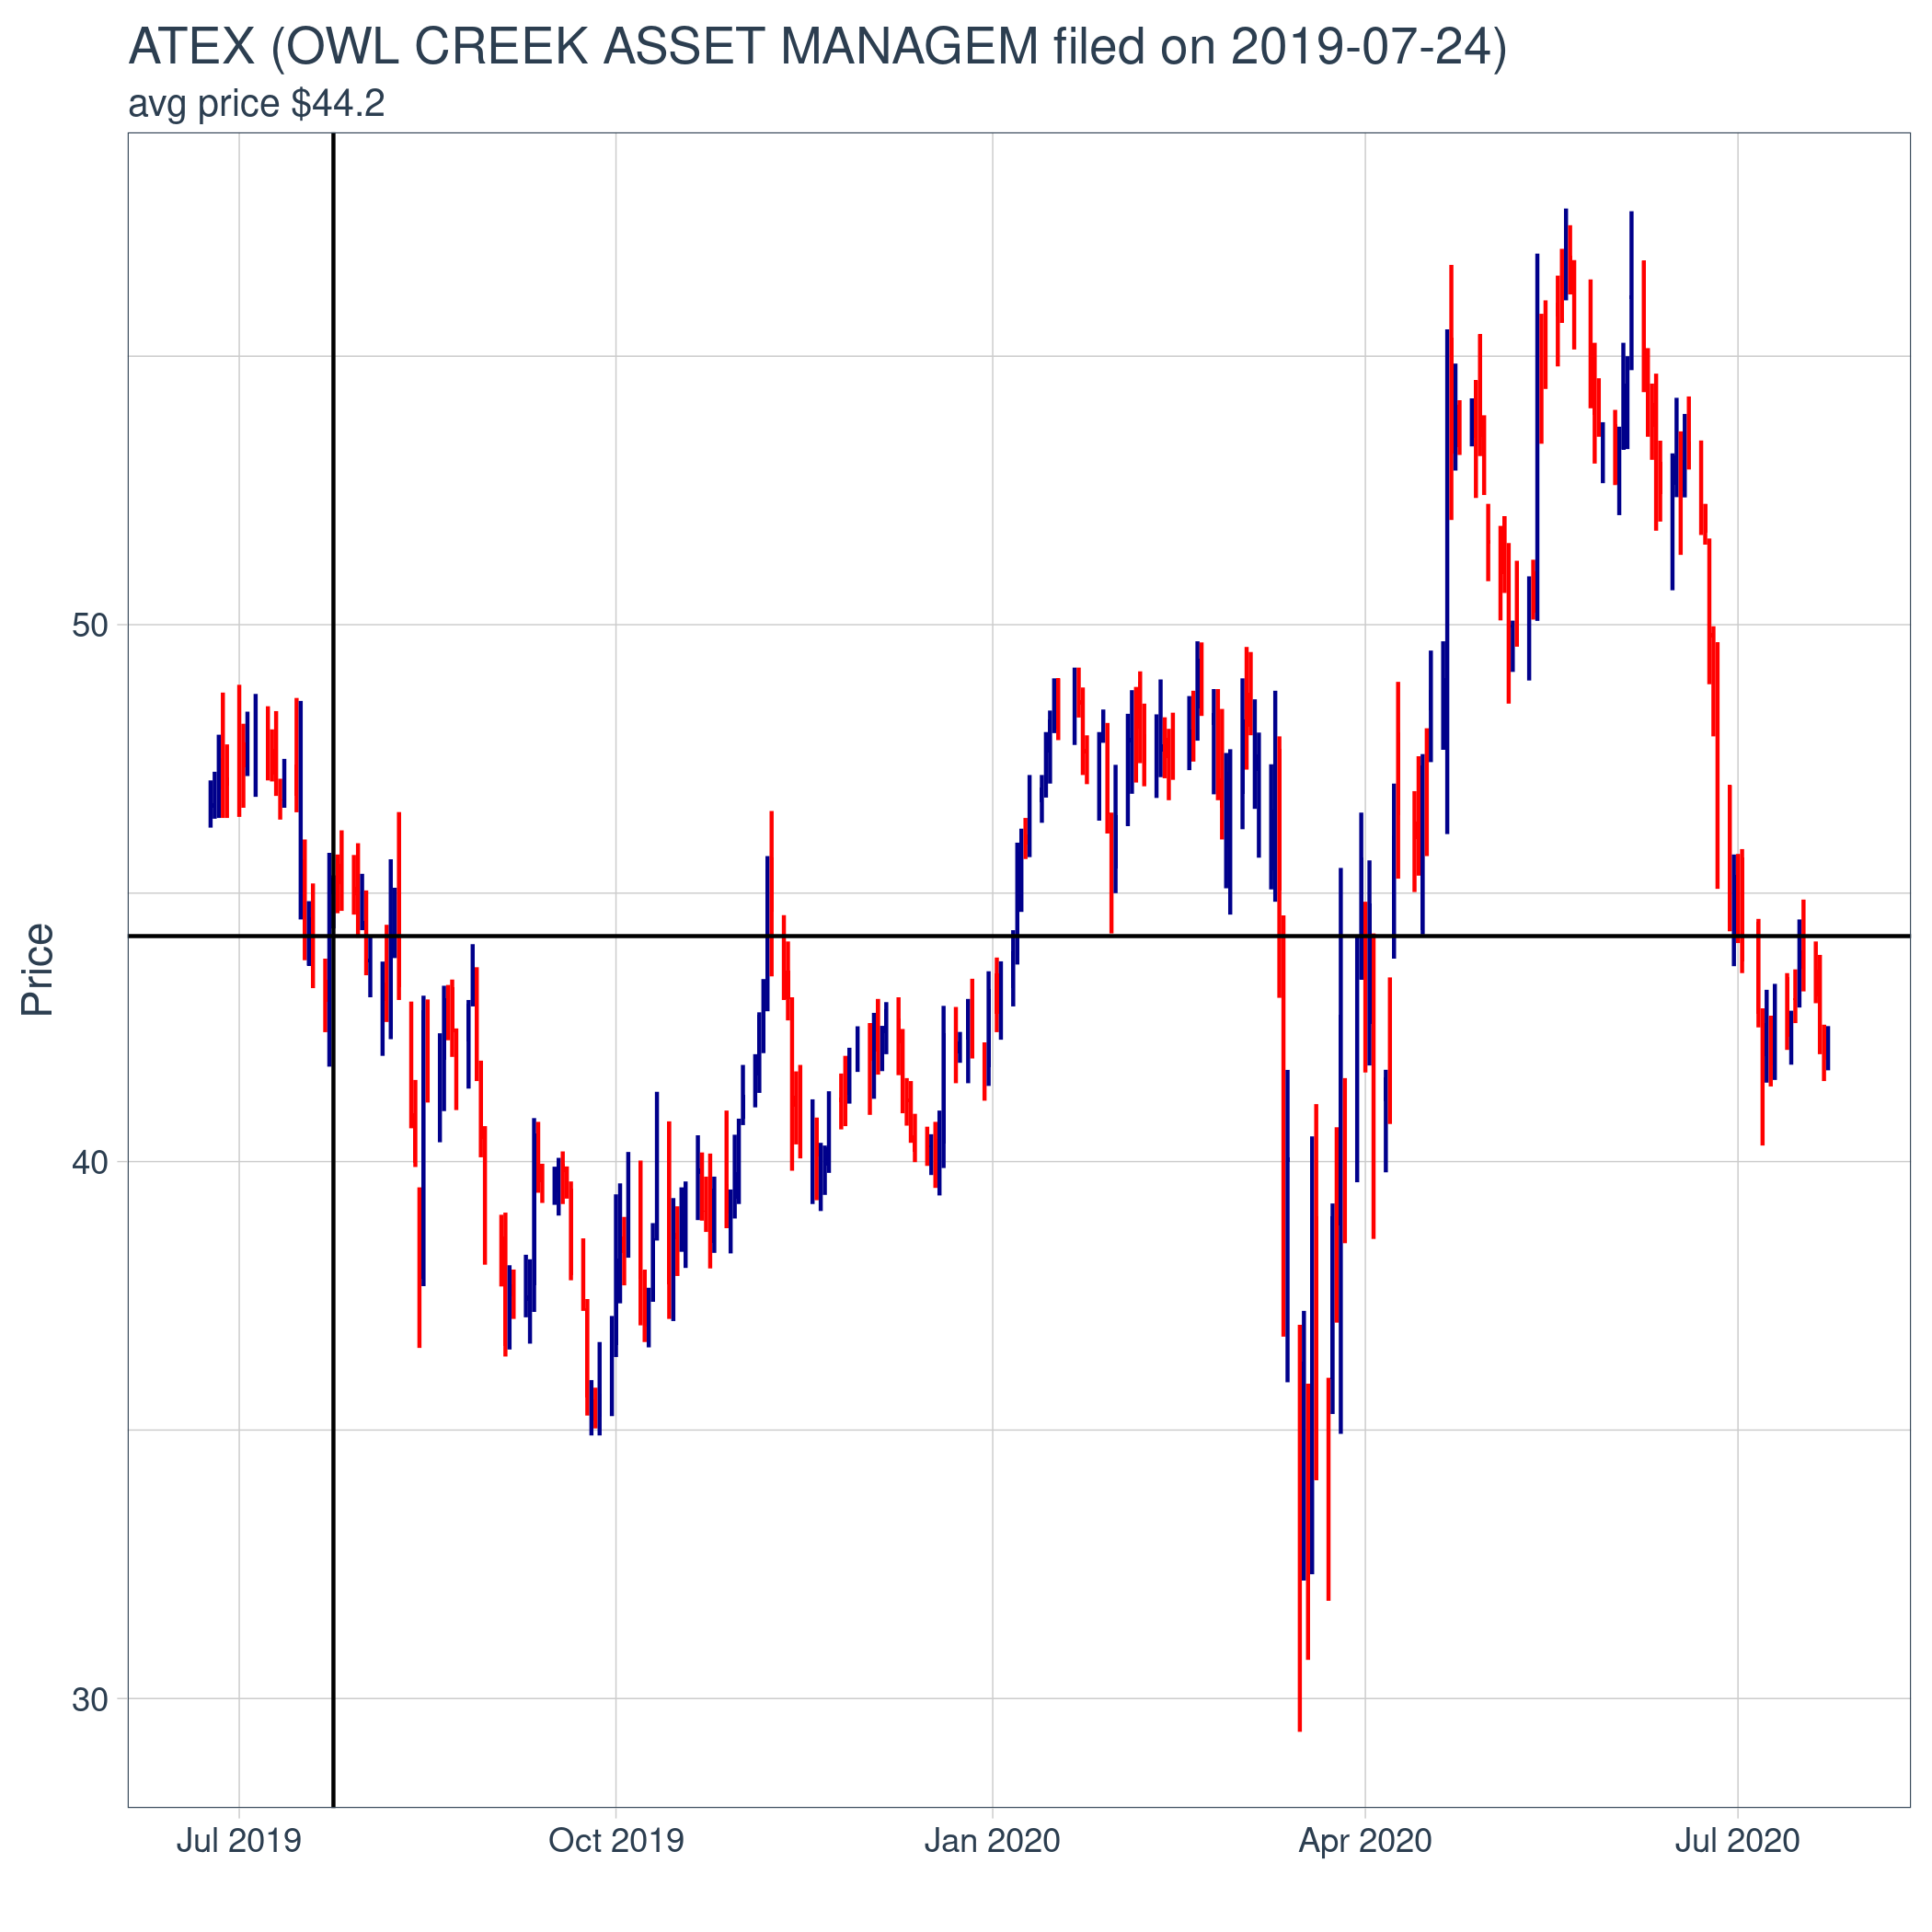 ATEX (OWL CREEK ASSET MANAGEM filed on 2019-07-24)
avg price $44.2
Price
50
40
30
Jul 2019
Oct 2019
Jan 2020
Apr 2020
Jul 2020